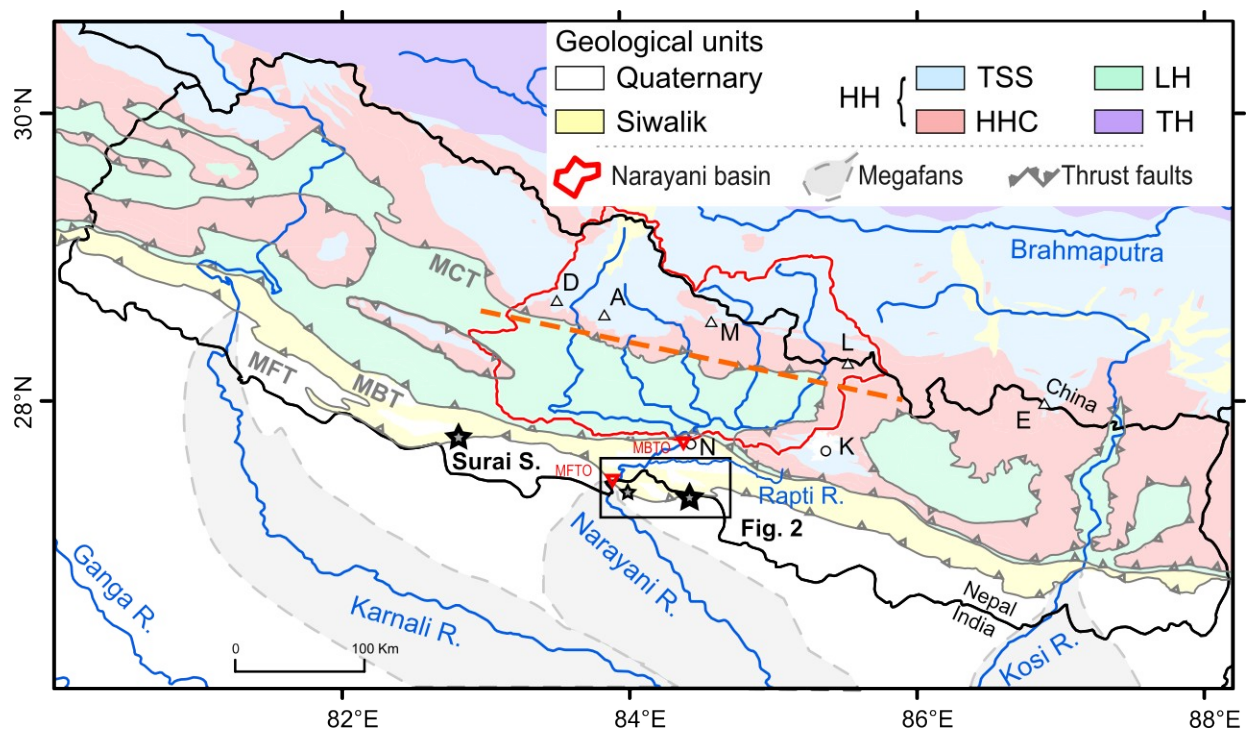 Geological units
Quaternary
Siwalik
HH
TSS
HHC
LH
TH
Narayani basin
Megafans
Thrust faults
30°N
28°N
Brahmaputra
MCT
D
A
M
L
China
E
MFT
MBT
Surai S.
MBTO
N
K
MFTO
Rapti R.
Fig. 2
Narayani R.
Ganga R.
Karnali R.
Nepal
India
Kosi R.
0
100 Km
82°E
84°E
86°E
88°E